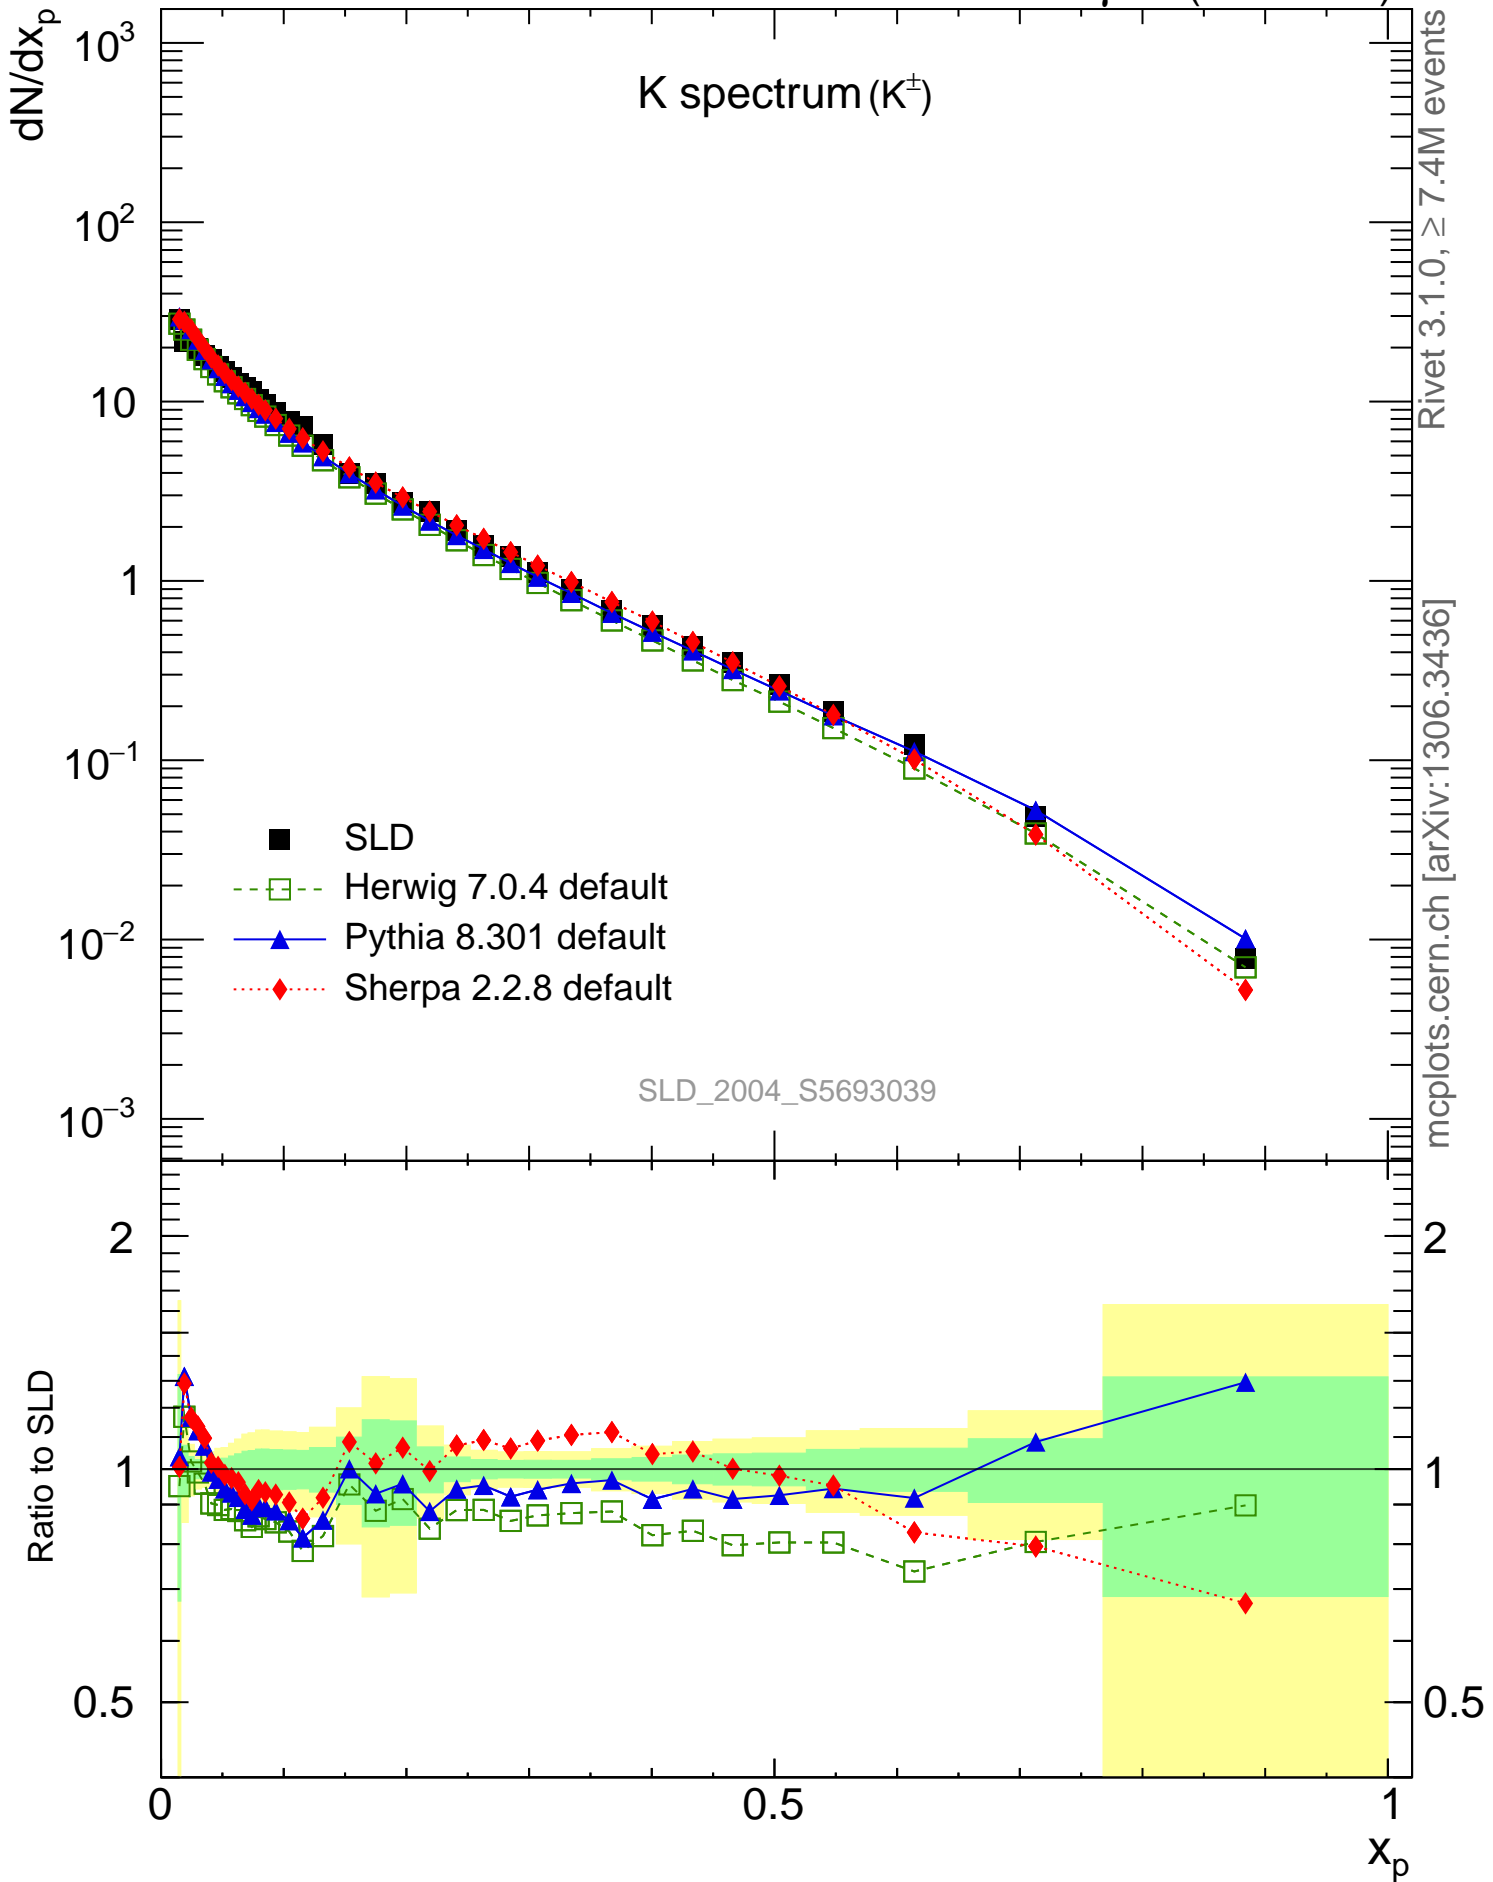 dN/dx_p
K spectrum (K^±)
10^3
10^2
10
1
10^−1
10^−2
10^−3
SLD
Herwig 7.0.4 default
Pythia 8.301 default
Sherpa 2.2.8 default
SLD_2004_S5693039
Rivet 3.1.0, ≥ 7.4M events
mcplots.cern.ch [arXiv:1306.3436]
Ratio to SLD
2
1
0.5
2
1
0.5
0
0.5
1
x_p